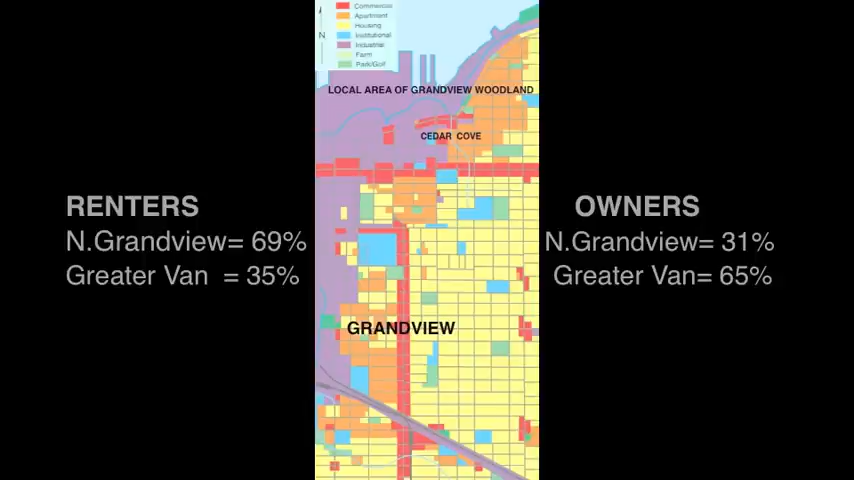 Commercial
Apartment
N
Housing
Institutional
Industrial
Farm
Park/Golf
LOCAL AREA OF GRANDVIEW WOODLAND
CEDAR COVE
RENTERS
N.Grandview= 69%
Greater Van = 35%
OWNERS
N.Grandview= 31%
Greater Van= 65%
GRANDVIEW